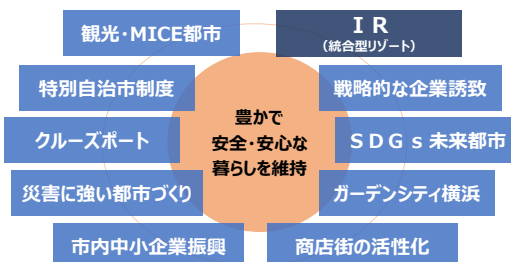 観光・MICE都市
ＩＲ
（統合型リゾート）
特別自治市制度
戦略的な企業誘致
豊かで
安全・安心な
暮らしを維持
クルーズポート
ＳＤＧｓ未来都市
災害に強い都市づくり
ガーデンシティ横浜
市内中小企業振興
商店街の活性化